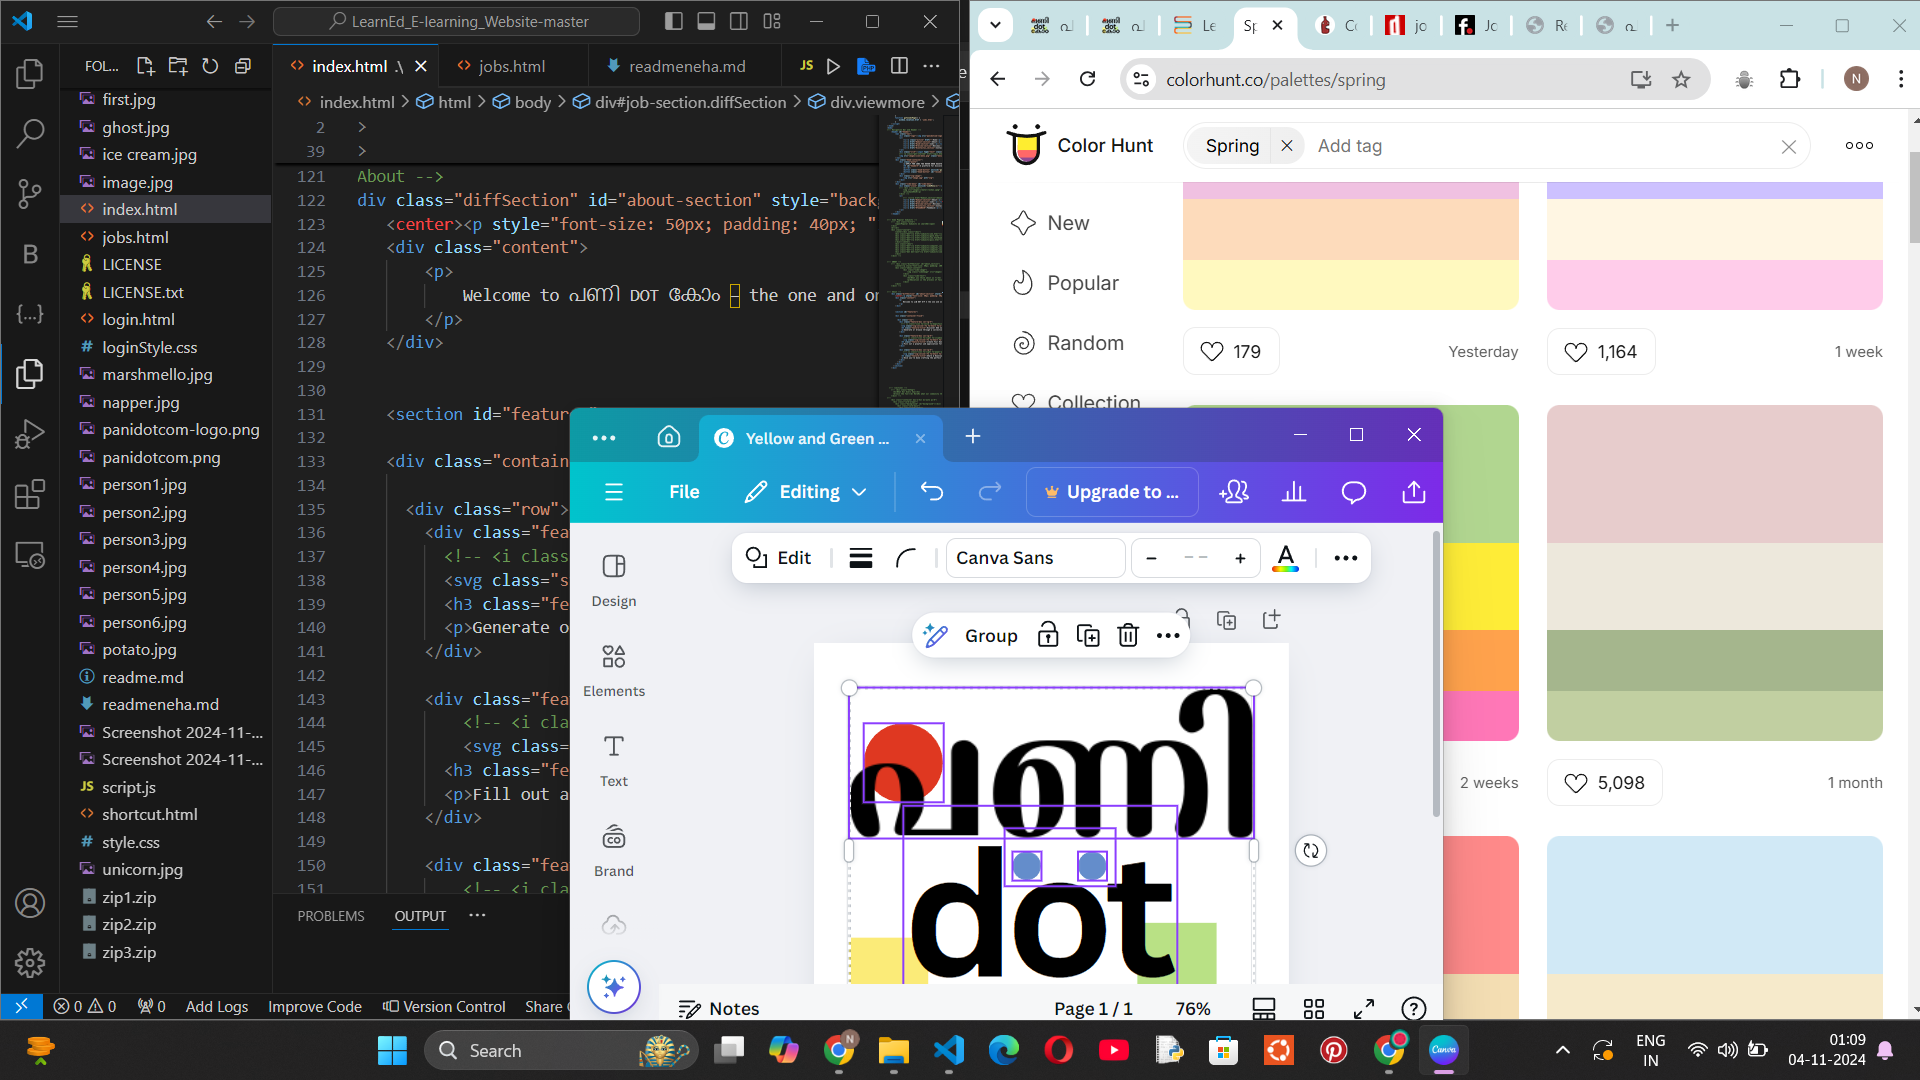 LearnEd_E-learning_Website-master
FOL...
index.html .\
jobs.html
readmeneha.md
JS
index.html > html > body > div#job-section.diffSection > div.viewmore >
first.jpg
ghost.jpg
ice cream.jpg
image.jpg
index.html
jobs.html
LICENSE
LICENSE.txt
login.html
loginStyle.css
marshmello.jpg
napper.jpg
panidotcom-logo.png
panidotcom.png
person1.jpg
person2.jpg
person3.jpg
person4.jpg
person5.jpg
person6.jpg
potato.jpg
readme.md
readmeneha.md
Screenshot 2024-11-...
Screenshot 2024-11-...
script.js
shortcut.html
style.css
unicorn.jpg
zip1.zip
zip2.zip
zip3.zip
2 >
39 >
121 About -->
122 div class="diffSection" id="about-section" style="back
123 <center><p style="font-size: 50px; padding: 40px; "
124 <div class="content">
125 <p>
126 Welcome to പണി DOT കോം – the one and or
127 </p>
128 </div>
129
130
131 <section id="feature
132
133 <div class="contain
134
135 <div class="row">
136 <div class="fea
137 <!-- <i class
138 <svg class="s
139 <h3 class="fe
140 <p>Generate o
141 </div>
142
143 <div class="fea
144 <!-- <i cla
145 <svg class=
146 <h3 class="fe
147 <p>Fill out a
148 </div>
149
150 <div class="fea
151 <!-- <i cla
PROBLEMS OUTPUT
0 0 0 Add Logs Improve Code Version Control Share
colorhunt.co/palettes/spring
N
Color Hunt
Spring
Add tag
New
Popular
Random
Collection
179
Yesterday
1,164
1 week
2 weeks
5,098
1 month
Yellow and Green ...
File
Editing
Upgrade to ...
Edit
Canva Sans
– -- +
A
Group
Design
Elements
Text
Brand
പണി
dot
Notes
Page 1 / 1
76%
Search
Canva
ENG
IN
01:09
04-11-2024